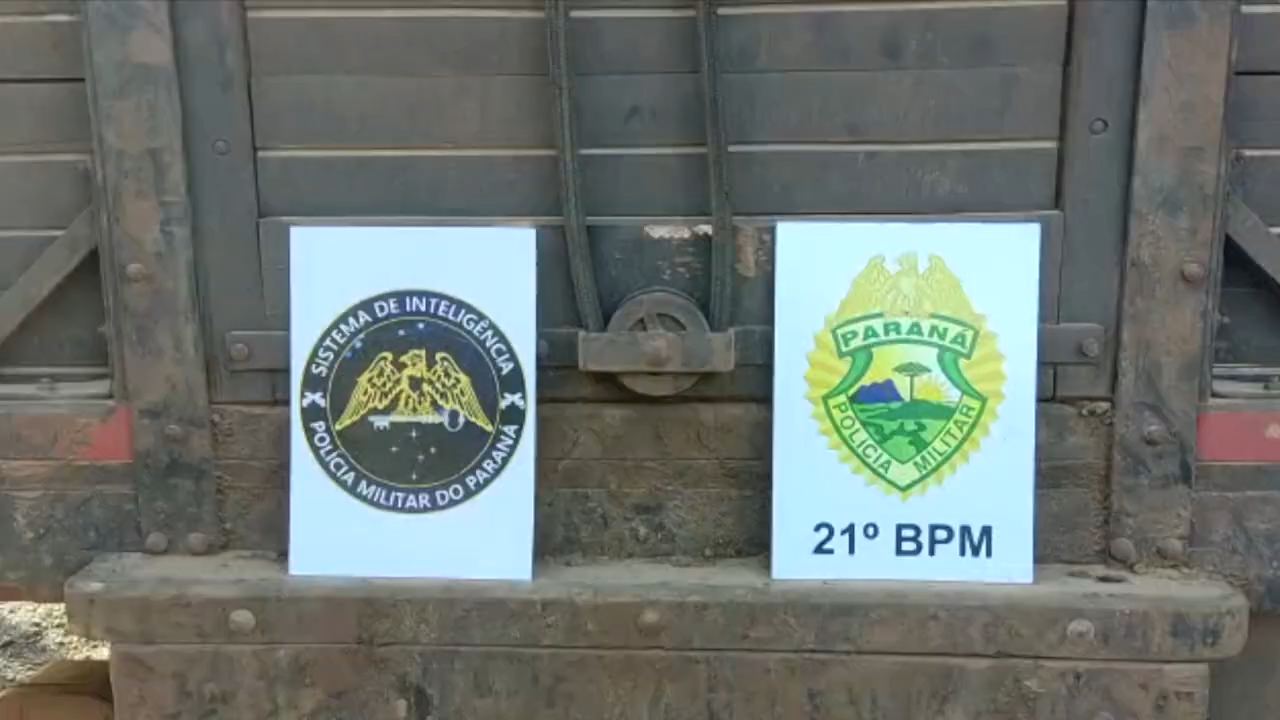 SISTEMA DE INTELIGÊNCIA
POLÍCIA MILITAR DO PARANÁ
PARANÁ
POLÍCIA MILITAR
21º BPM